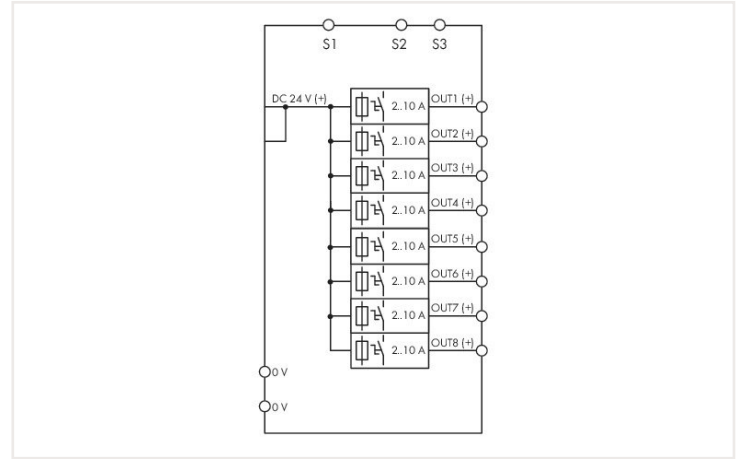 S1 S2 S3
DC 24 V (+)
2..10 A OUT1 (+)
2..10 A OUT2 (+)
2..10 A OUT3 (+)
2..10 A OUT4 (+)
2..10 A OUT5 (+)
2..10 A OUT6 (+)
2..10 A OUT7 (+)
2..10 A OUT8 (+)
0 V
0 V